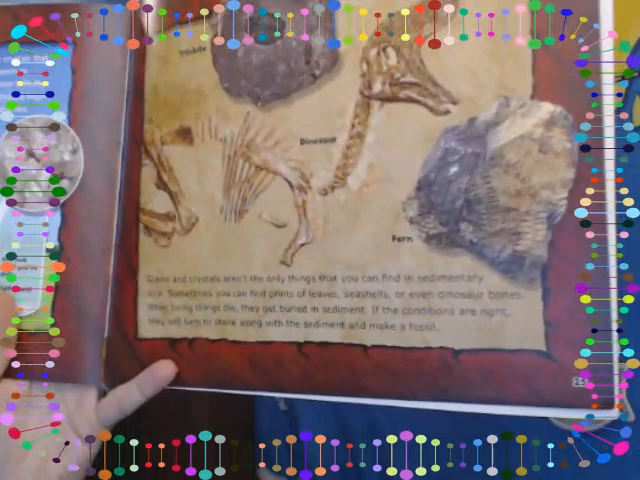 Trilobite
Dinosaur
Fern
Grains and crystals aren't the only things that you can find in sedimentary
rock. Sometimes you can find prints of leaves, seashells, or even dinosaur bones.
When living things die, they get buried in sediment. If the conditions are right,
they will turn to stone along with the sediment and make a fossil.
23